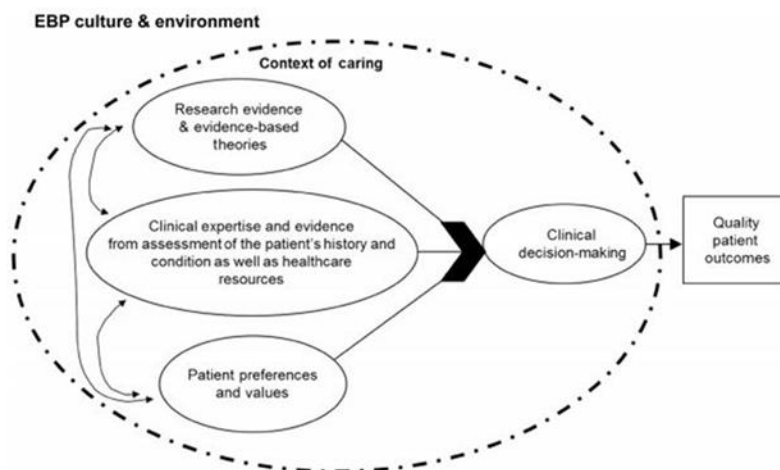 EBP culture & environment
Context of caring
Research evidence
& evidence-based
theories
Clinical expertise and evidence
from assessment of the patient's history and
condition as well as healthcare
resources
Patient preferences
and values
Clinical
decision-making
Quality
patient
outcomes